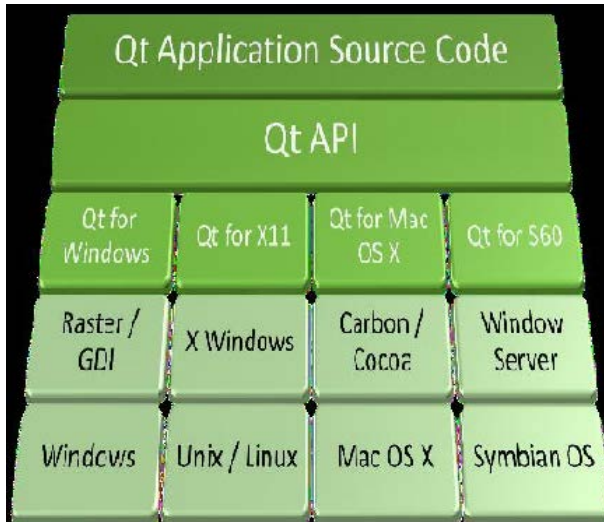 Qt Application Source Code
Qt API
Qt for
Windows
Qt for X11
Qt for Mac
OS X
Qt for S60
Raster /
GDI
X Windows
Carbon /
Cocoa
Window
Server
Windows
Unix / Linux
Mac OS X
Symbian OS